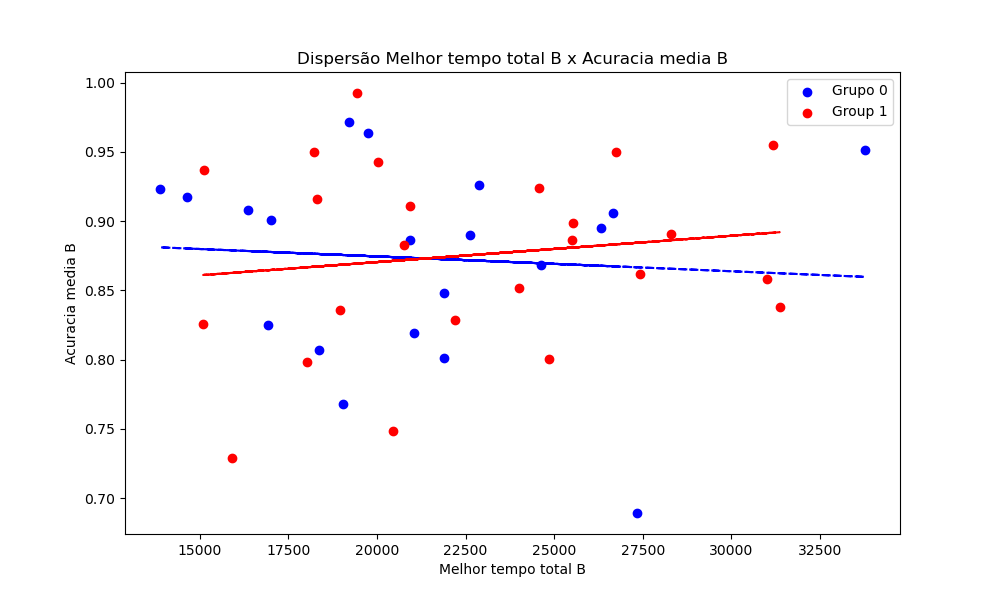 Dispersão Melhor tempo total B x Acuracia media B
Grupo 0
Group 1
1.00
0.95
0.90
0.85
0.80
0.75
0.70
Acuracia media B
15000 17500 20000 22500 25000 27500 30000 32500
Melhor tempo total B